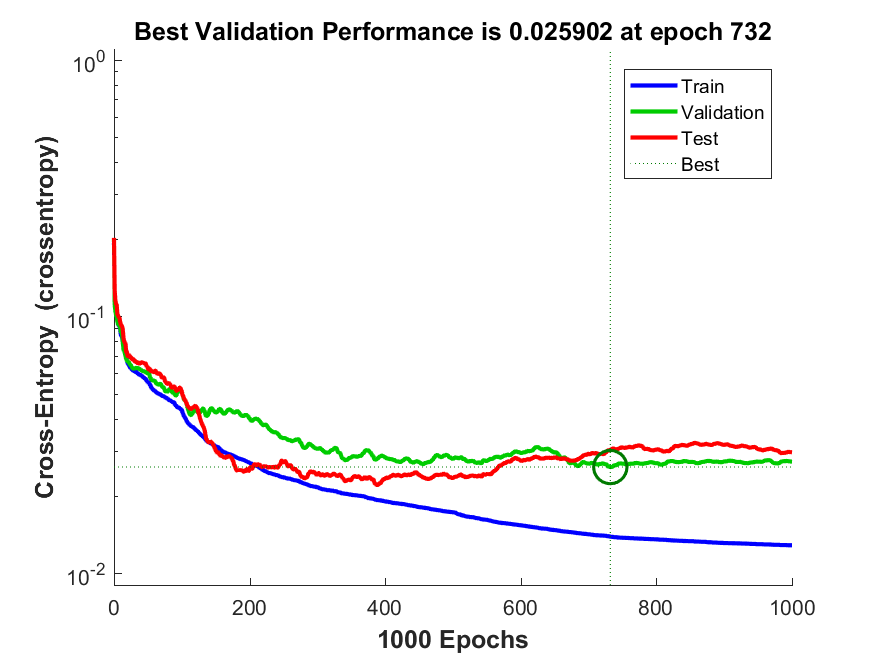 Best Validation Performance is 0.025902 at epoch 732
Cross-Entropy (crossentropy)
10^0
10^-1
10^-2
Train
Validation
Test
Best
0 200 400 600 800 1000
1000 Epochs